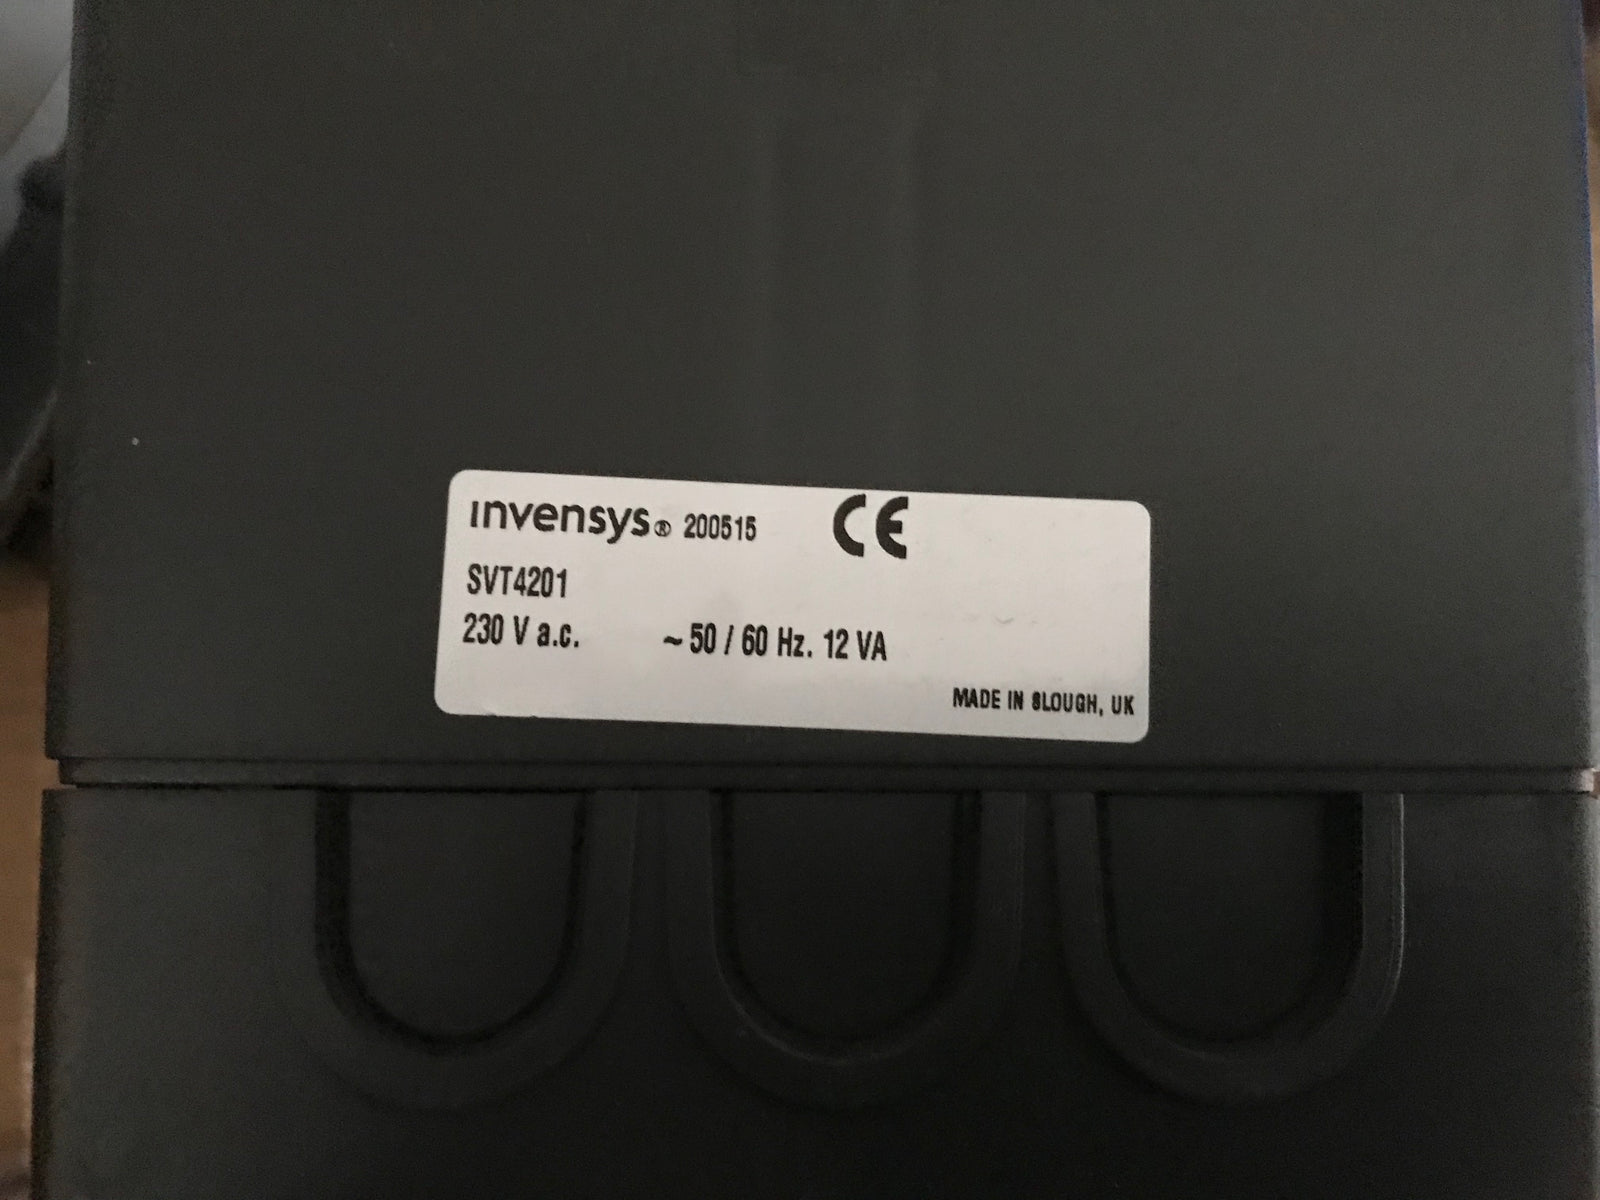 invensys® 200515 CE
SVT4201
230 V a.c. ~ 50 / 60 Hz. 12 VA
MADE IN SLOUGH, UK